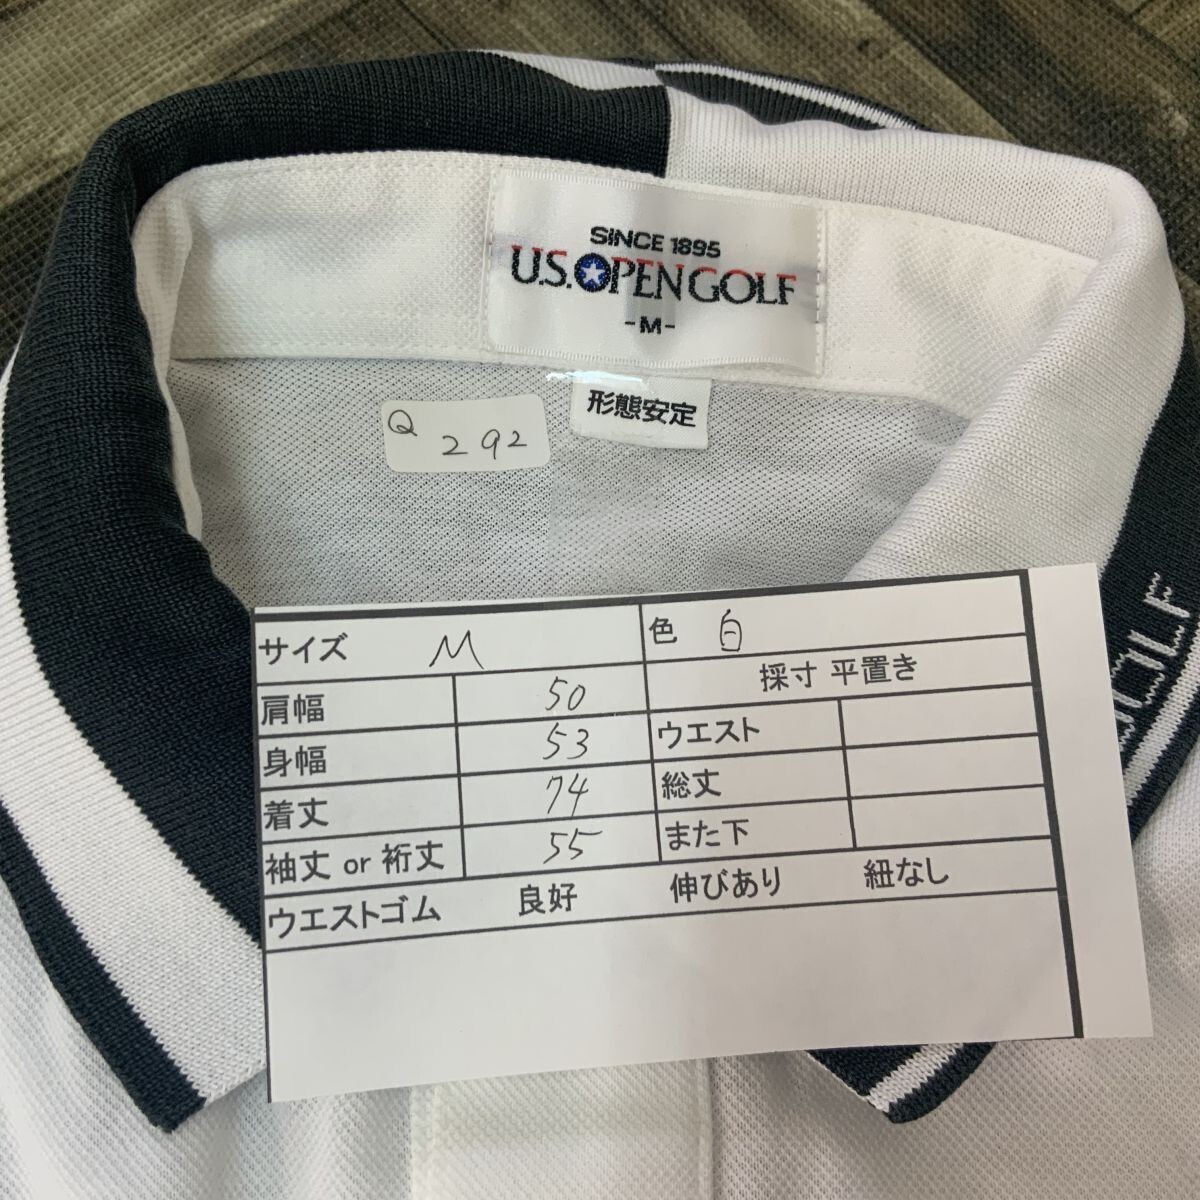 SINCE 1895
U.S. OPEN GOLF
-M-
形態安定
Q 292
GOLF
サイズ M 色 白
肩幅 50 採寸 平置き
身幅 53 ウエスト
着丈 74 総丈
袖丈 or 裄丈 55 また下
ウエストゴム 良好 伸びあり 紐なし